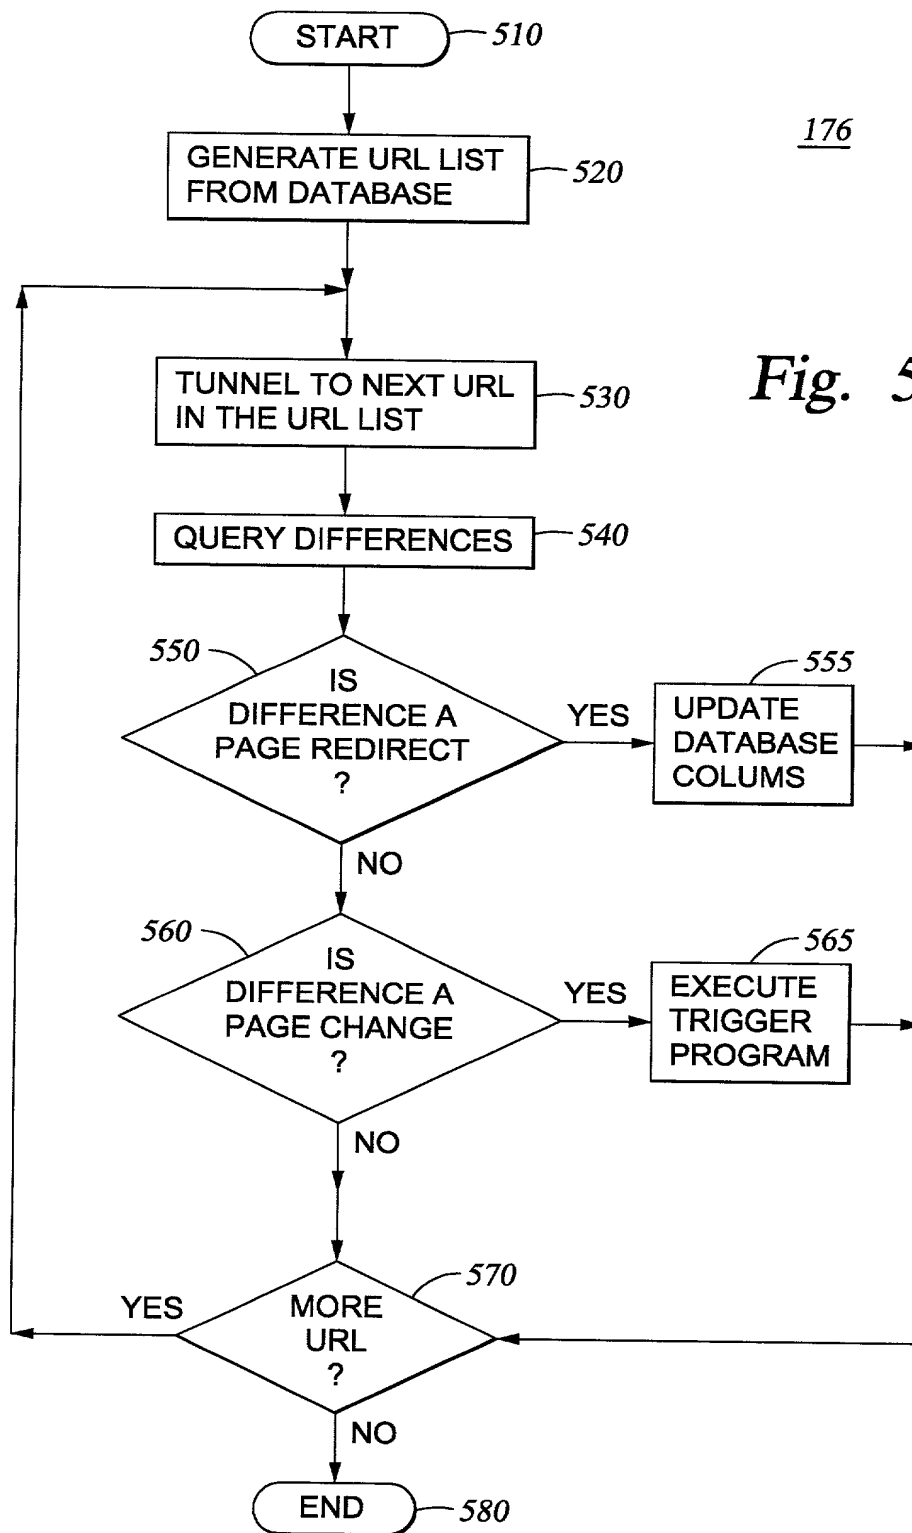 START
510
176
GENERATE URL LIST
FROM DATABASE
520
Fig. 5
TUNNEL TO NEXT URL
IN THE URL LIST
530
QUERY DIFFERENCES
540
550
IS
DIFFERENCE A
PAGE REDIRECT
?
YES
555
UPDATE
DATABASE
COLUMS
NO
560
IS
DIFFERENCE A
PAGE CHANGE
?
YES
565
EXECUTE
TRIGGER
PROGRAM
NO
570
YES
MORE
URL
?
NO
END
580